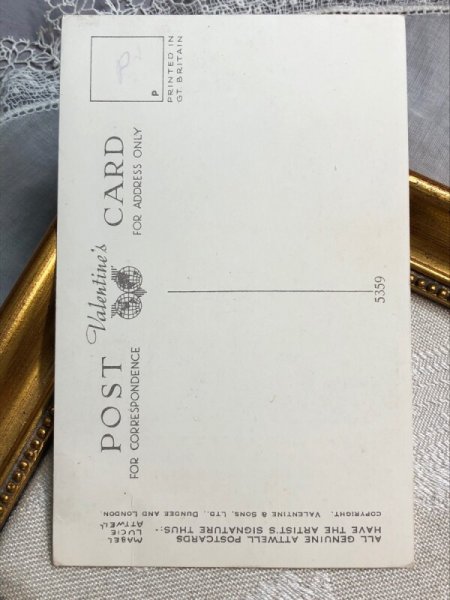 ALL GENUINE ATTWELL POSTCARDS
HAVE THE ARTIST'S SIGNATURE THUS:-
MABEL
LUCIE
ATTWELL
COPYRIGHT. VALENTINE & SONS, LTD., DUNDEE AND LONDON.
POST CARD
Valentine's
FOR CORRESPONDENCE
FOR ADDRESS ONLY
P
P
PRINTED IN
GT. BRITAIN
5359